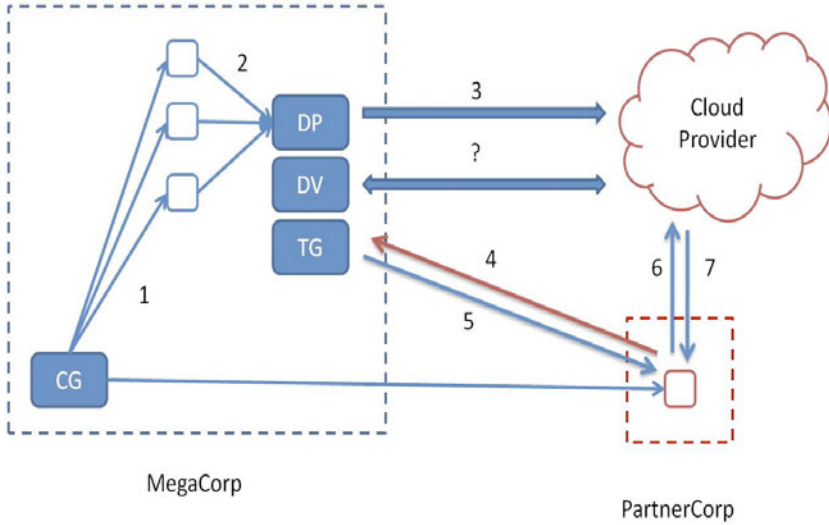 2
DP
3
Cloud
Provider
?
DV
TG
4
6
7
1
5
CG
MegaCorp
PartnerCorp